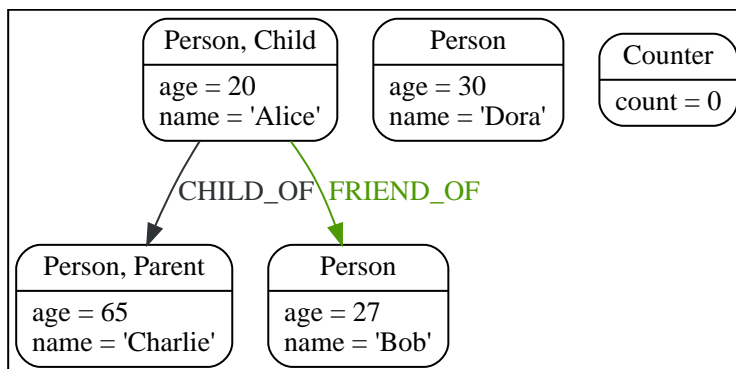 Person, Child
age = 20
name = 'Alice'
Person
age = 30
name = 'Dora'
Counter
count = 0
CHILD_OF
FRIEND_OF
Person, Parent
age = 65
name = 'Charlie'
Person
age = 27
name = 'Bob'